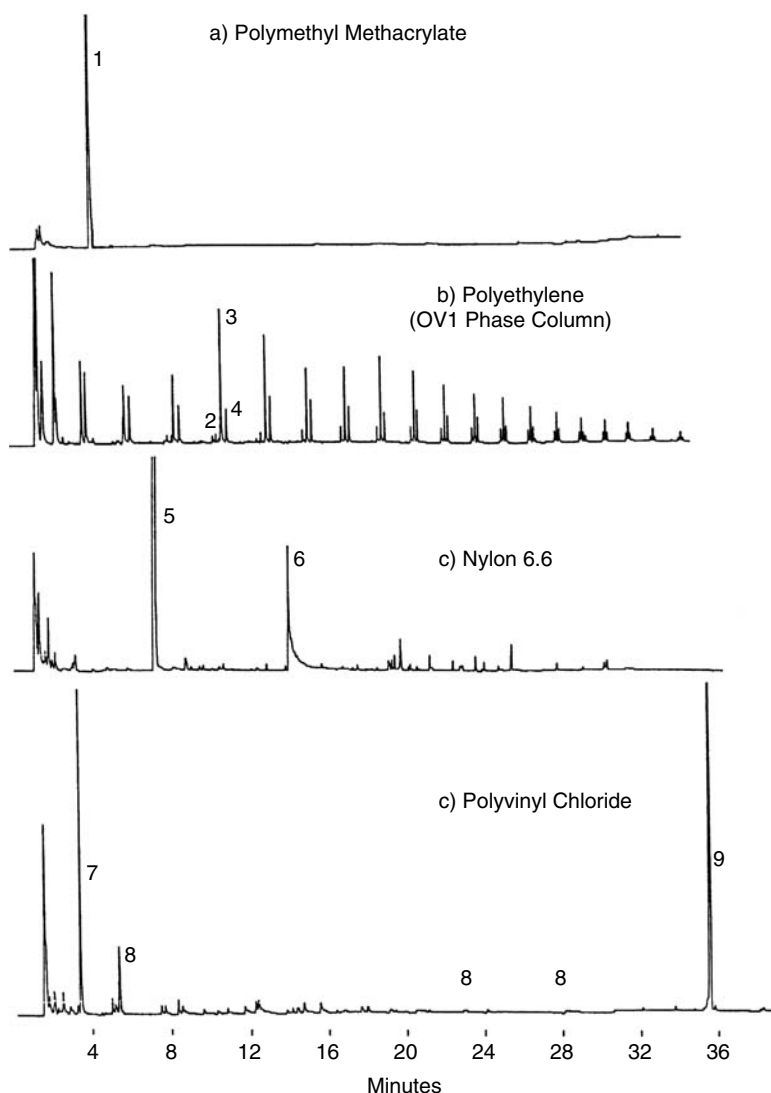 a) Polymethyl Methacrylate
1
b) Polyethylene
(OV1 Phase Column)
3
2
4
5
6
c) Nylon 6.6
c) Polyvinyl Chloride
7
8
8
8
9
4 8 12 16 20 24 28 32 36
Minutes